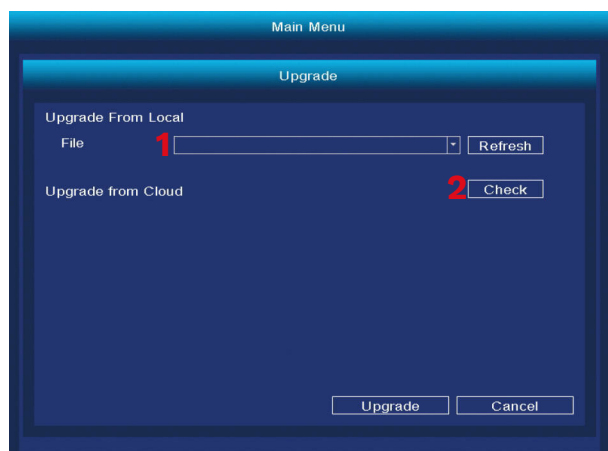 Main Menu
Upgrade
Upgrade From Local
File 1 Refresh
Upgrade from Cloud 2 Check
Upgrade Cancel